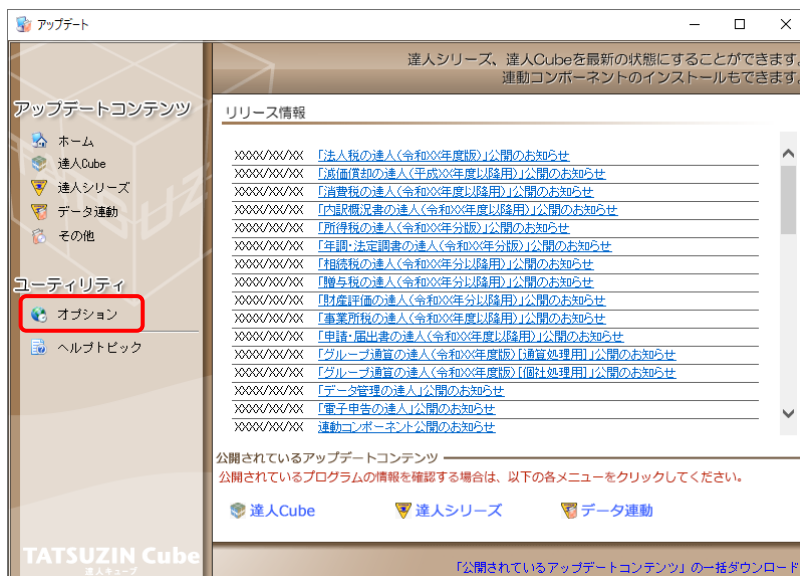 アップデート
達人シリーズ、達人Cubeを最新の状態にすることができます。
連動コンポーネントのインストールもできます。
アップデートコンテンツ
ホーム
達人Cube
達人シリーズ
データ連動
その他
ユーティリティ
オプション
ヘルプトピック
リリース情報
XXXX/XX/XX 「法人税の達人(令和XX年度版)」公開のお知らせ
XXXX/XX/XX 「減価償却の達人(平成XX年度以降用)」公開のお知らせ
XXXX/XX/XX 「消費税の達人(令和XX年度以降用)」公開のお知らせ
XXXX/XX/XX 「内訳概況書の達人(令和XX年度以降用)」公開のお知らせ
XXXX/XX/XX 「所得税の達人(令和XX年分版)」公開のお知らせ
XXXX/XX/XX 「年調・法定調書の達人(令和XX年分版)」公開のお知らせ
XXXX/XX/XX 「相続税の達人(令和XX年分以降用)」公開のお知らせ
XXXX/XX/XX 「贈与税の達人(令和XX年分以降用)」公開のお知らせ
XXXX/XX/XX 「財産評価の達人(令和XX年分以降用)」公開のお知らせ
XXXX/XX/XX 「事業所税の達人(令和XX年度以降用)」公開のお知らせ
XXXX/XX/XX 「申請・届出書の達人(令和XX年度以降用)」公開のお知らせ
XXXX/XX/XX 「グループ通算の達人(令和XX年度版)[通算処理用]」公開のお知らせ
XXXX/XX/XX 「グループ通算の達人(令和XX年度版)[個社処理用]」公開のお知らせ
XXXX/XX/XX 「データ管理の達人」公開のお知らせ
XXXX/XX/XX 「電子申告の達人」公開のお知らせ
XXXX/XX/XX 連動コンポーネント公開のお知らせ
公開されているアップデートコンテンツ
公開されているプログラムの情報を確認する場合は、以下の各メニューをクリックしてください。
達人Cube 達人シリーズ データ連動
TATSUZIN Cube
達人キューブ
「公開されているアップデートコンテンツ」の一括ダウンロード